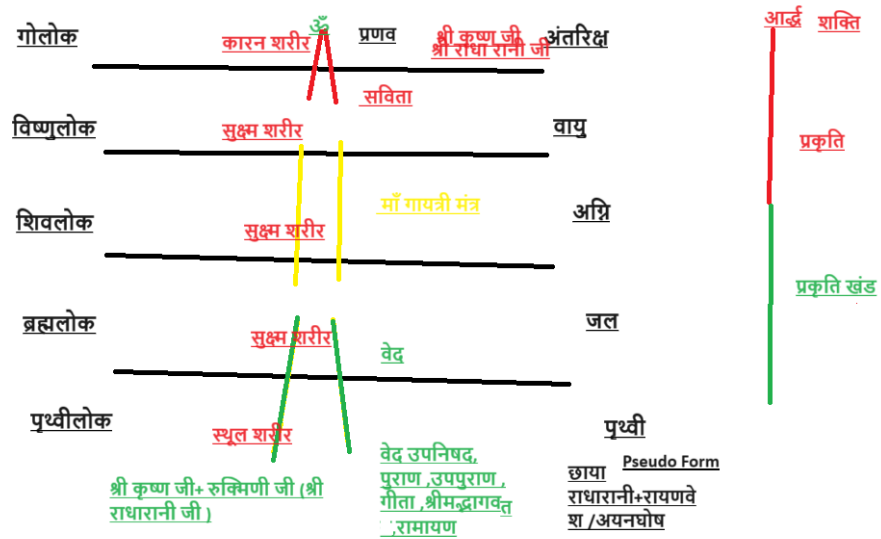 आर्द्ध शक्ति
गोलोक
ॐ
कारन शरीर
प्रणव
श्री कृष्ण जी
श्री राधा रानी जी
अंतरिक्ष
सविता
विष्णुलोक
सुक्ष्म शरीर
वायु
प्रकृति
माँ गायत्री मंत्र
शिवलोक
सुक्ष्म शरीर
अग्नि
प्रकृति खंड
ब्रह्मलोक
सुक्ष्म शरीर
वेद
जल
पृथ्वीलोक
स्थूल शरीर
पृथ्वी
श्री कृष्ण जी+ रुक्मिणी जी (श्री
राधारानी जी )
वेद उपनिषद,
पुराण ,उपपुराण ,
गीता ,श्रीमद्भागवत
,रामायण
छाया Pseudo Form
राधारानी+रायणवे
श /अयनघोष